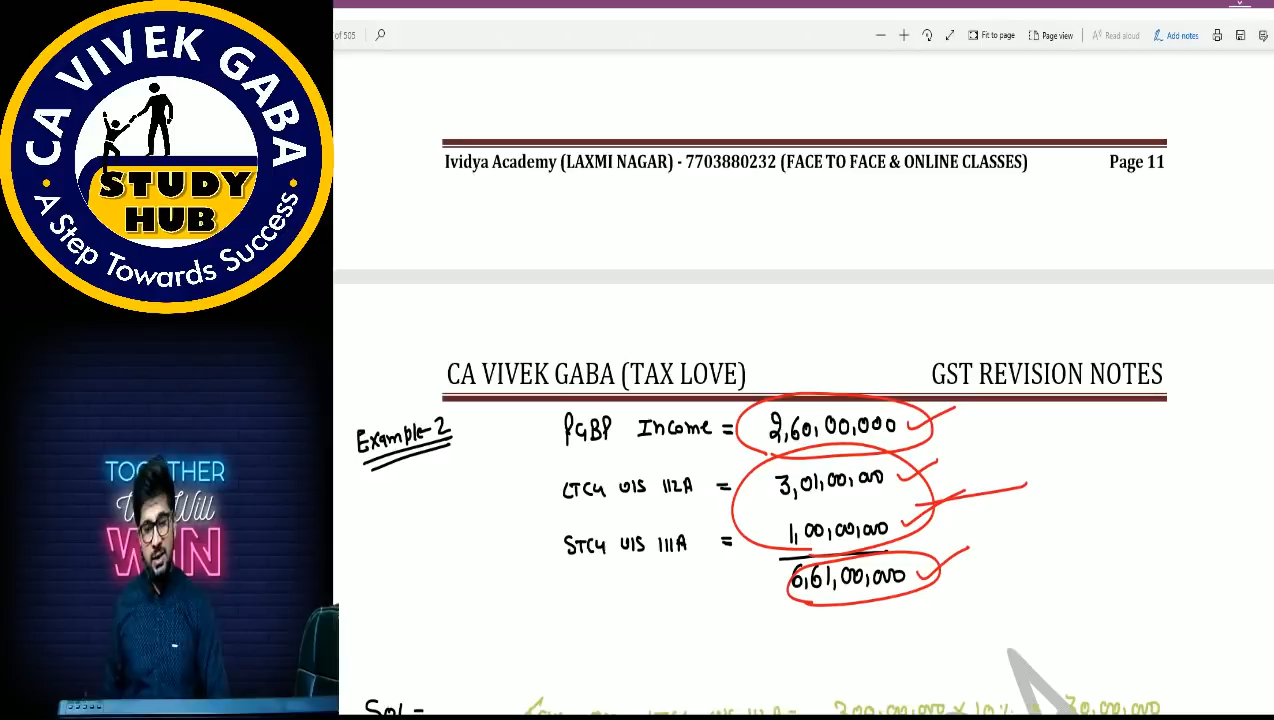 CA VIVEK GABA
STUDY
HUB
A Step Towards Success
of 585
Fit to page
Page view
Read aloud
Add notes
Ividya Academy (LAXMI NAGAR) - 7703880232 (FACE TO FACE & ONLINE CLASSES) Page 11
CA VIVEK GABA (TAX LOVE) GST REVISION NOTES
Example-2 PGBP Income = 2,60,00,000
LTCG U/S 112A = 3,01,00,000
STCG U/S 111A = 1,00,00,000
6,61,00,000
TOGETHER
We Will
WIN